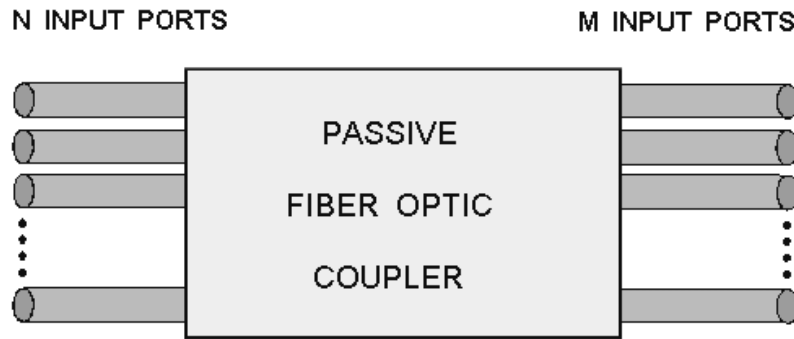 N INPUT PORTS
M INPUT PORTS
PASSIVE
FIBER OPTIC
COUPLER